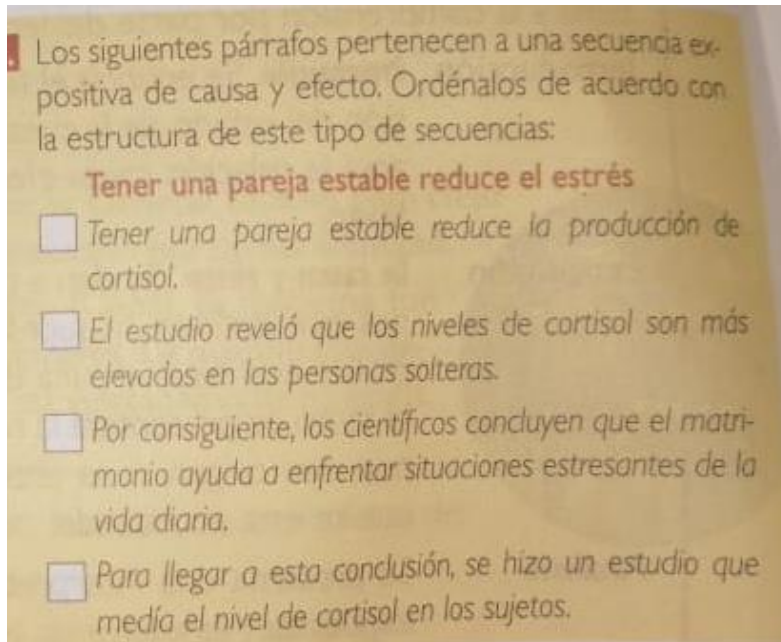 Los siguientes párrafos pertenecen a una secuencia ex-
positiva de causa y efecto. Ordénalos de acuerdo con
la estructura de este tipo de secuencias:
Tener una pareja estable reduce el estrés
Tener una pareja estable reduce la producción de
cortisol.
El estudio reveló que los niveles de cortisol son más
elevados en las personas solteras.
Por consiguiente, los científicos concluyen que el matri-
monio ayuda a enfrentar situaciones estresantes de la
vida diaria.
Para llegar a esta conclusión, se hizo un estudio que
medía el nivel de cortisol en los sujetos.